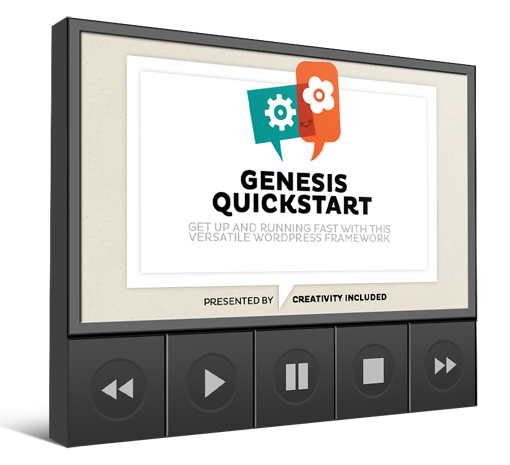 GENESIS
QUICKSTART
GET UP AND RUNNING FAST WITH THIS
VERSATILE WORDPRESS FRAMEWORK
PRESENTED BY CREATIVITY INCLUDED